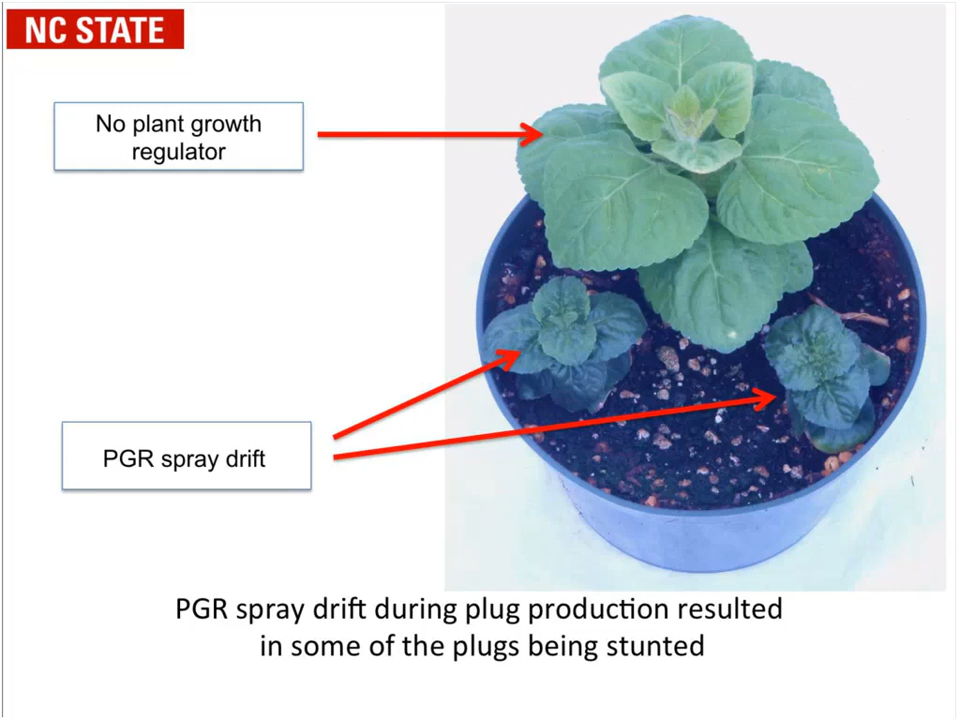 NC STATE
No plant growth
regulator
PGR spray drift
PGR spray drift during plug production resulted
in some of the plugs being stunted